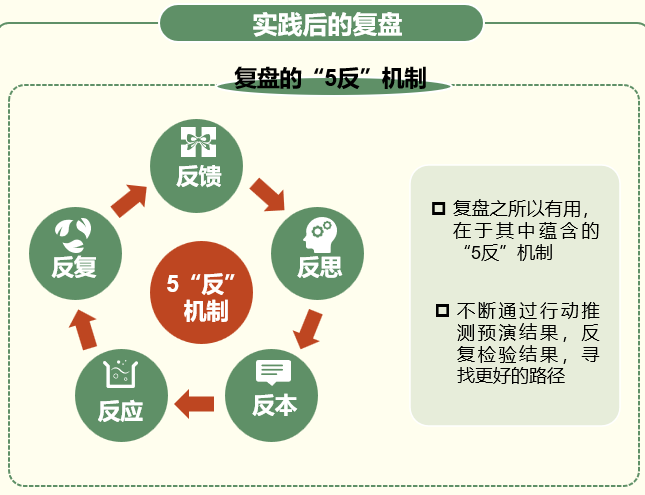 实践后的复盘
复盘的“5反”机制
反馈
反思
反本
反应
反复
5“反”
机制
复盘之所以有用，
在于其中蕴含的
“5反”机制
不断通过行动推
测预演结果，反
复检验结果，寻
找更好的路径